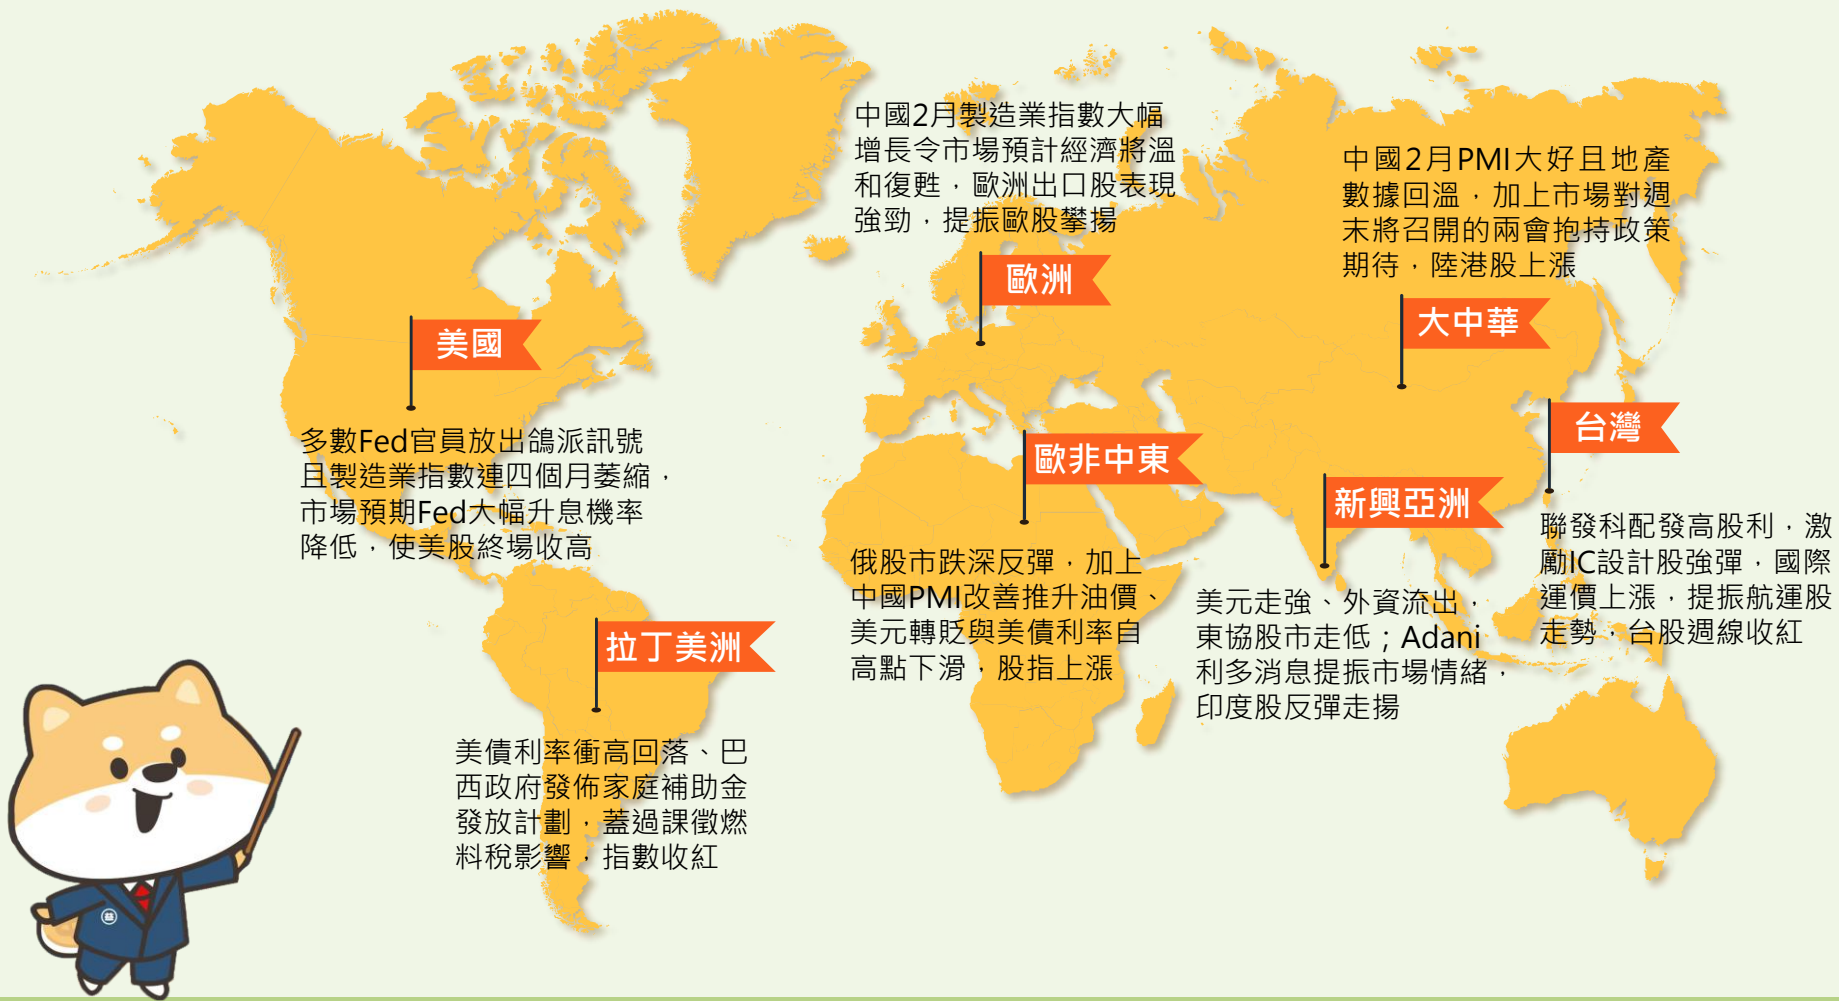 美國
多數Fed官員放出鴿派訊號
且製造業指數連四個月萎縮，
市場預期Fed大幅升息機率
降低，使美股終場收高
中國2月製造業指數大幅
增長令市場預計經濟將溫
和復甦，歐洲出口股表現
強勁，提振歐股攀揚
歐洲
中國2月PMI大好且地產
數據回溫，加上市場對週
末將召開的兩會抱持政策
期待，陸港股上漲
大中華
台灣
聯發科配發高股利，激
勵IC設計股強彈，國際
運價上漲，提振航運股
走勢，台股週線收紅
歐非中東
俄股市跌深反彈，加上
中國PMI改善推升油價、
美元轉貶與美債利率自
高點下滑，股指上漲
新興亞洲
美元走強、外資流出，
東協股市走低；Adani
利多消息提振市場情緒，
印度股反彈走揚
拉丁美洲
美債利率衝高回落、巴
西政府發佈家庭補助金
發放計劃，蓋過課徵燃
料稅影響，指數收紅